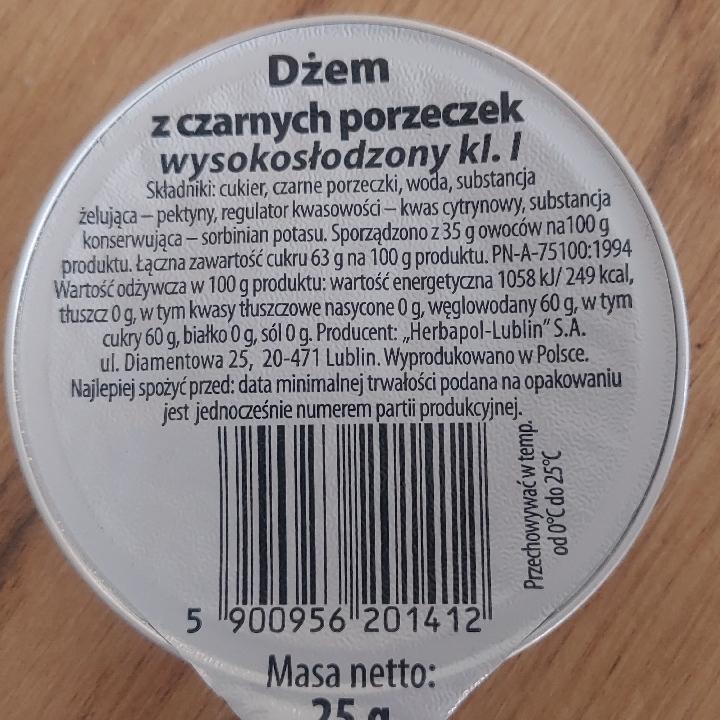 Dżem
z czarnych porzeczek
wysokosłodzony kl. I
Składniki: cukier, czarne porzeczki, woda, substancja
żelująca – pektyny, regulator kwasowości – kwas cytrynowy, substancja
konserwująca – sorbinian potasu. Sporządzono z 35 g owoców na 100 g
produktu. Łączna zawartość cukru 63 g na 100 g produktu. PN-A-75100:1994
Wartość odżywcza w 100 g produktu: wartość energetyczna 1058 kJ/ 249 kcal,
tłuszcz 0 g, w tym kwasy tłuszczowe nasycone 0 g, węglowodany 60 g, w tym
cukry 60 g, białko 0 g, sól 0 g. Producent: „Herbapol-Lublin” S.A.
ul. Diamentowa 25, 20-471 Lublin. Wyprodukowano w Polsce.
Najlepiej spożyć przed: data minimalnej trwałości podana na opakowaniu
jest jednocześnie numerem partii produkcyjnej.
Przechowywać w temp.
od 0°C do 25°C
5 900956 201412
Masa netto:
25 g